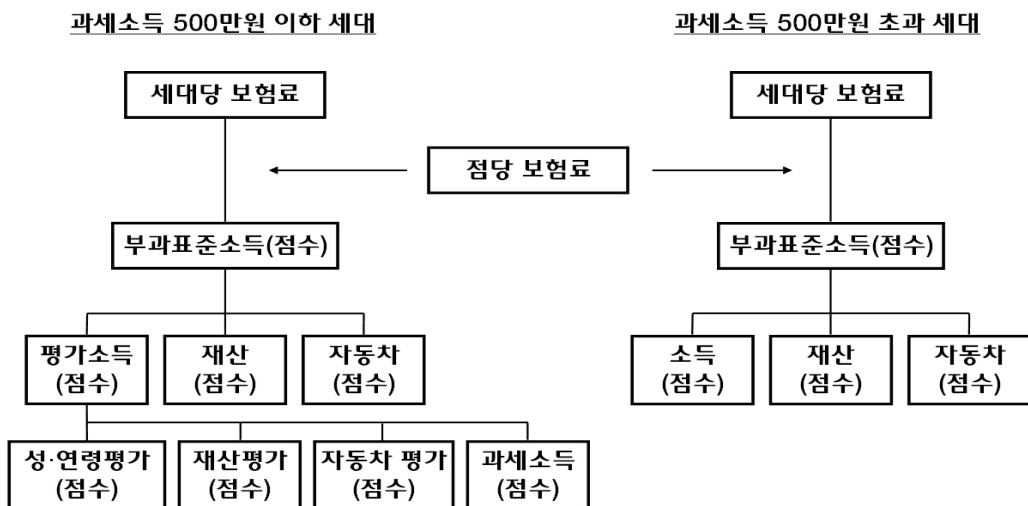 과세소득 500만원 이하 세대
과세소득 500만원 초과 세대
세대당 보험료
세대당 보험료
점당 보험료
부과표준소득(점수)
부과표준소득(점수)
평가소득
(점수)
재산
(점수)
자동차
(점수)
소득
(점수)
재산
(점수)
자동차
(점수)
성·연령평가
(점수)
재산평가
(점수)
자동차 평가
(점수)
과세소득
(점수)